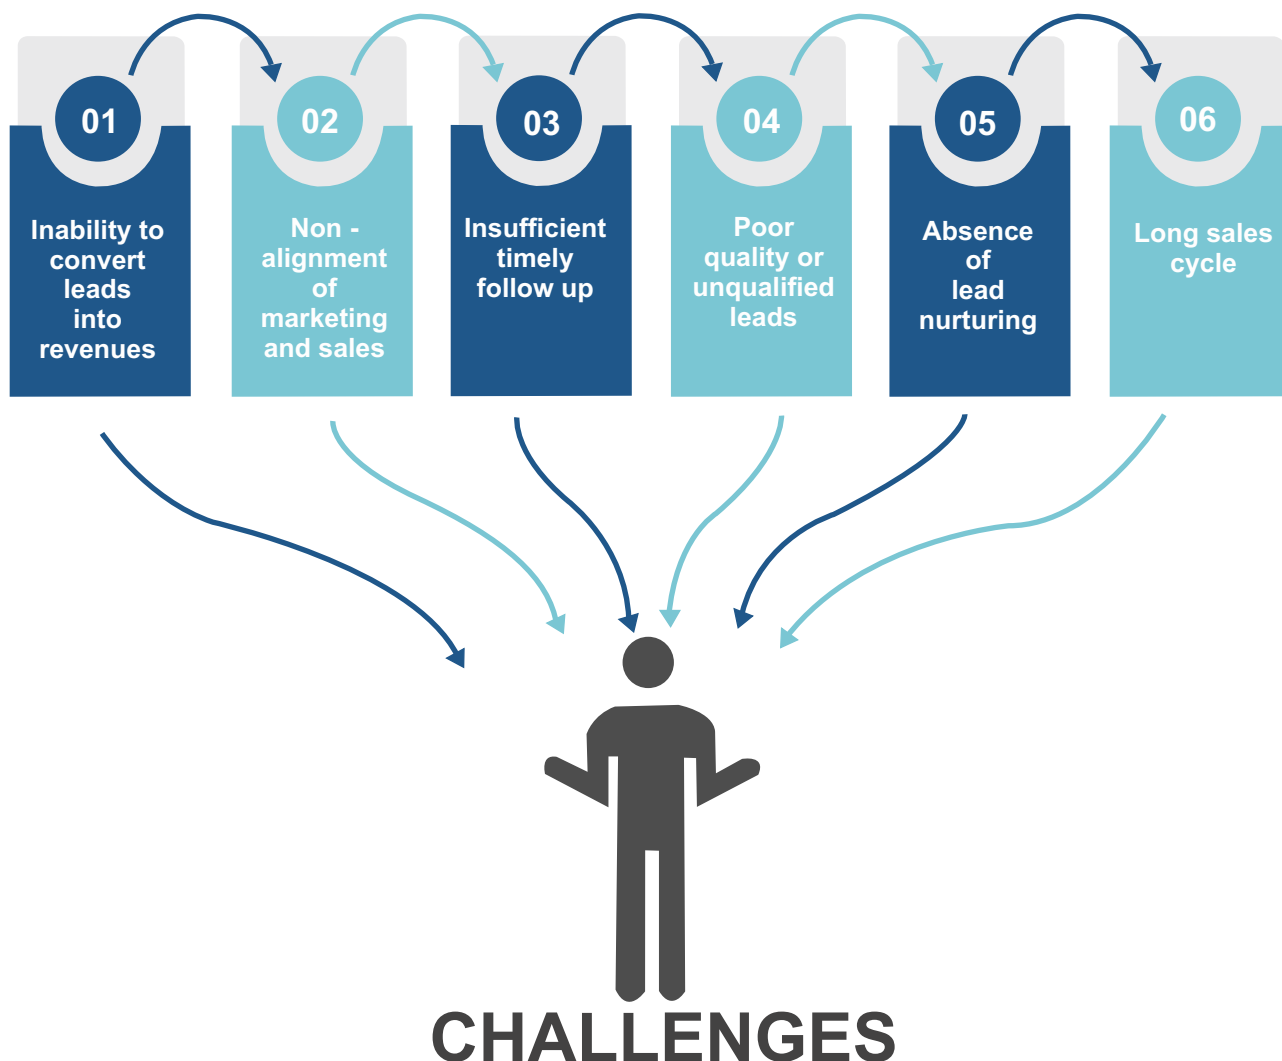 01
Inability to
convert
leads
into
revenues
02
Non -
alignment
of
marketing
and sales
03
Insufficient
timely
follow up
04
Poor
quality or
unqualified
leads
05
Absence
of
lead
nurturing
06
Long sales
cycle
CHALLENGES